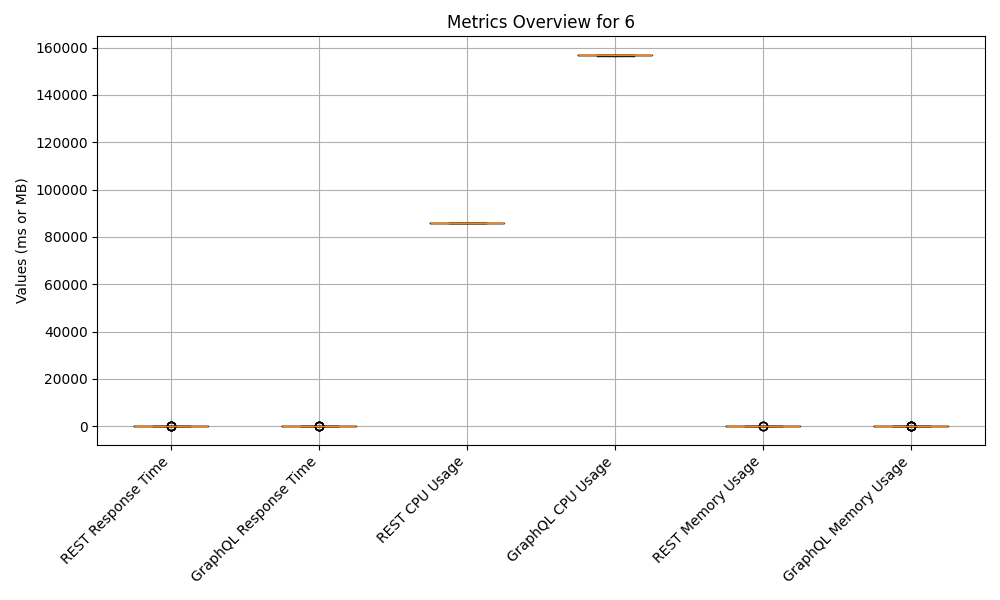 Metrics Overview for 6
Values (ms or MB)
160000
140000
120000
100000
80000
60000
40000
20000
0
REST Response Time
GraphQL Response Time
REST CPU Usage
GraphQL CPU Usage
REST Memory Usage
GraphQL Memory Usage